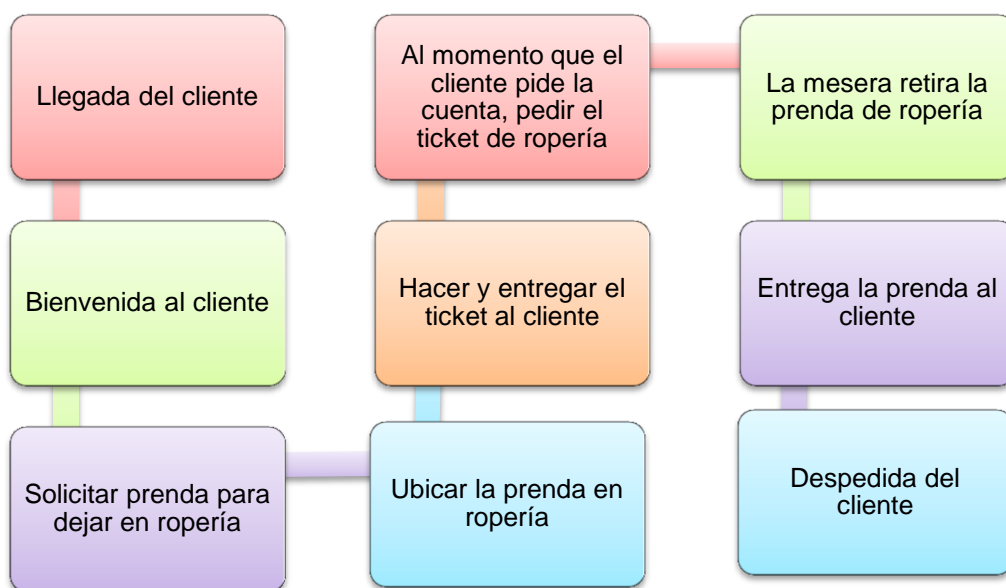 Llegada del cliente
Bienvenida al cliente
Solicitar prenda para
dejar en ropería
Ubicar la prenda en
ropería
Hacer y entregar el
ticket al cliente
Al momento que el
cliente pide la
cuenta, pedir el
ticket de ropería
La mesera retira la
prenda de ropería
Entrega la prenda al
cliente
Despedida del
cliente